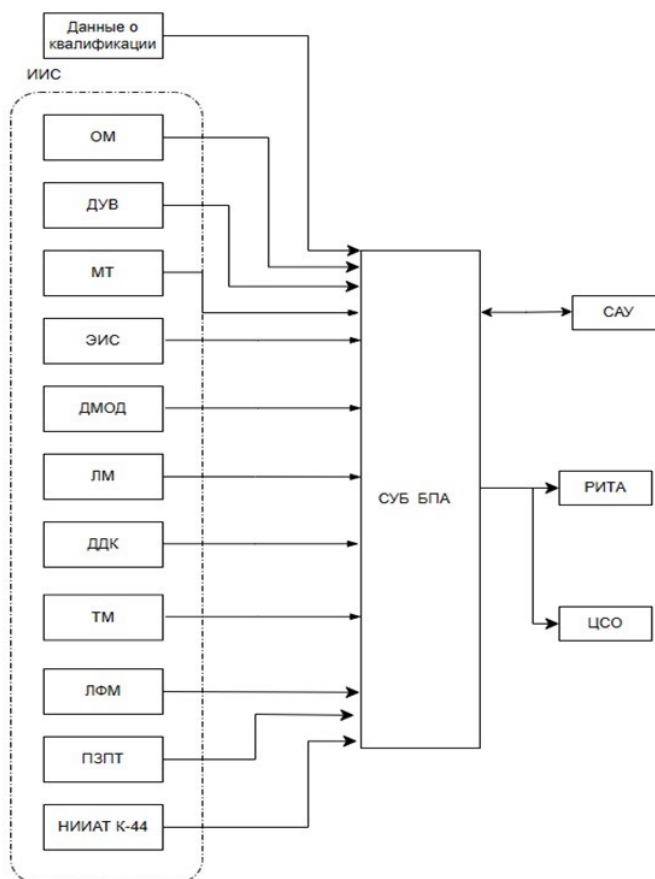 Данные о
квалификации
ИИС
ОМ
ДУВ
МТ
ЭИС
ДМОД
ЛМ
ДДК
ТМ
ЛФМ
ПЗПТ
НИИАТ К-44
СУБ БПА
САУ
РИТА
ЦСО